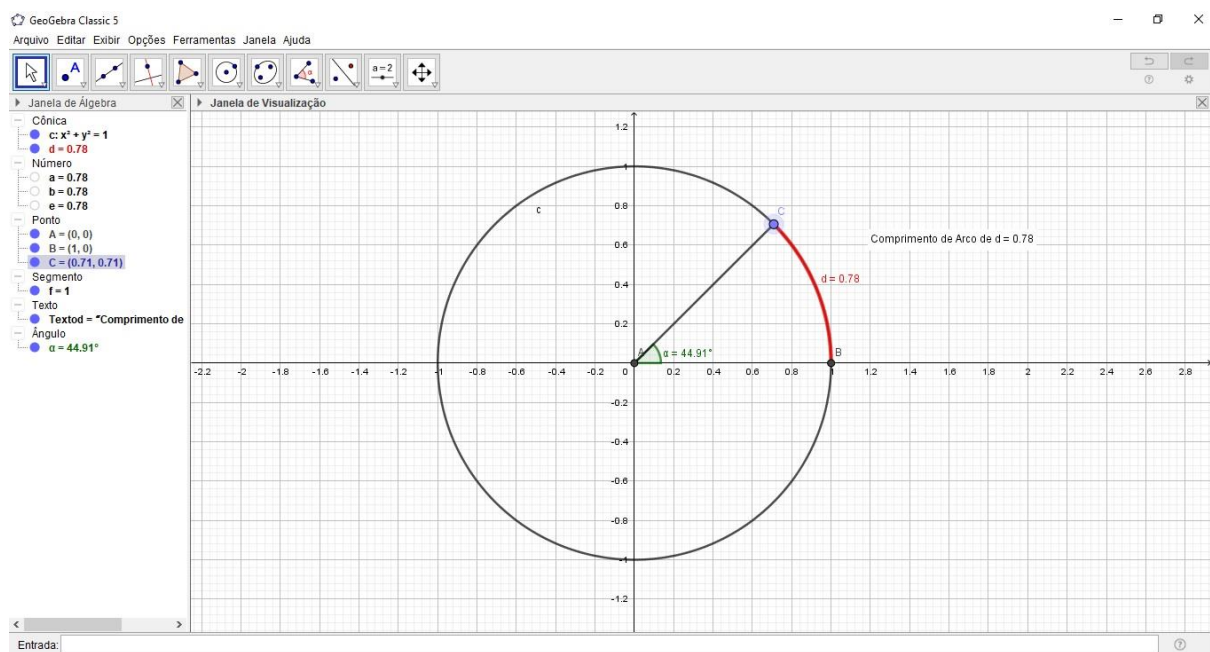 GeoGebra Classic 5
Arquivo Editar Exibir Opções Ferramentas Janela Ajuda
A
a = 2
Janela de Álgebra
Janela de Visualização
Cônica
c: x² + y² = 1
d = 0.78
Número
a = 0.78
b = 0.78
e = 0.78
Ponto
A = (0, 0)
B = (1, 0)
C = (0.71, 0.71)
Segmento
f = 1
Texto
Textod = "Comprimento de
Ângulo
α = 44.91°
1.2
1
0.8
0.6
0.4
0.2
c
C
Comprimento de Arco de d = 0.78
d = 0.78
A
α = 44.91°
B
-2.2 -2 -1.8 -1.6 -1.4 -1.2 -1 -0.8 -0.6 -0.4 -0.2 0 0.2 0.4 0.6 0.8 1 1.2 1.4 1.6 1.8 2 2.2 2.4 2.6 2.8
-0.2
-0.4
-0.6
-0.8
-1
-1.2
Entrada: